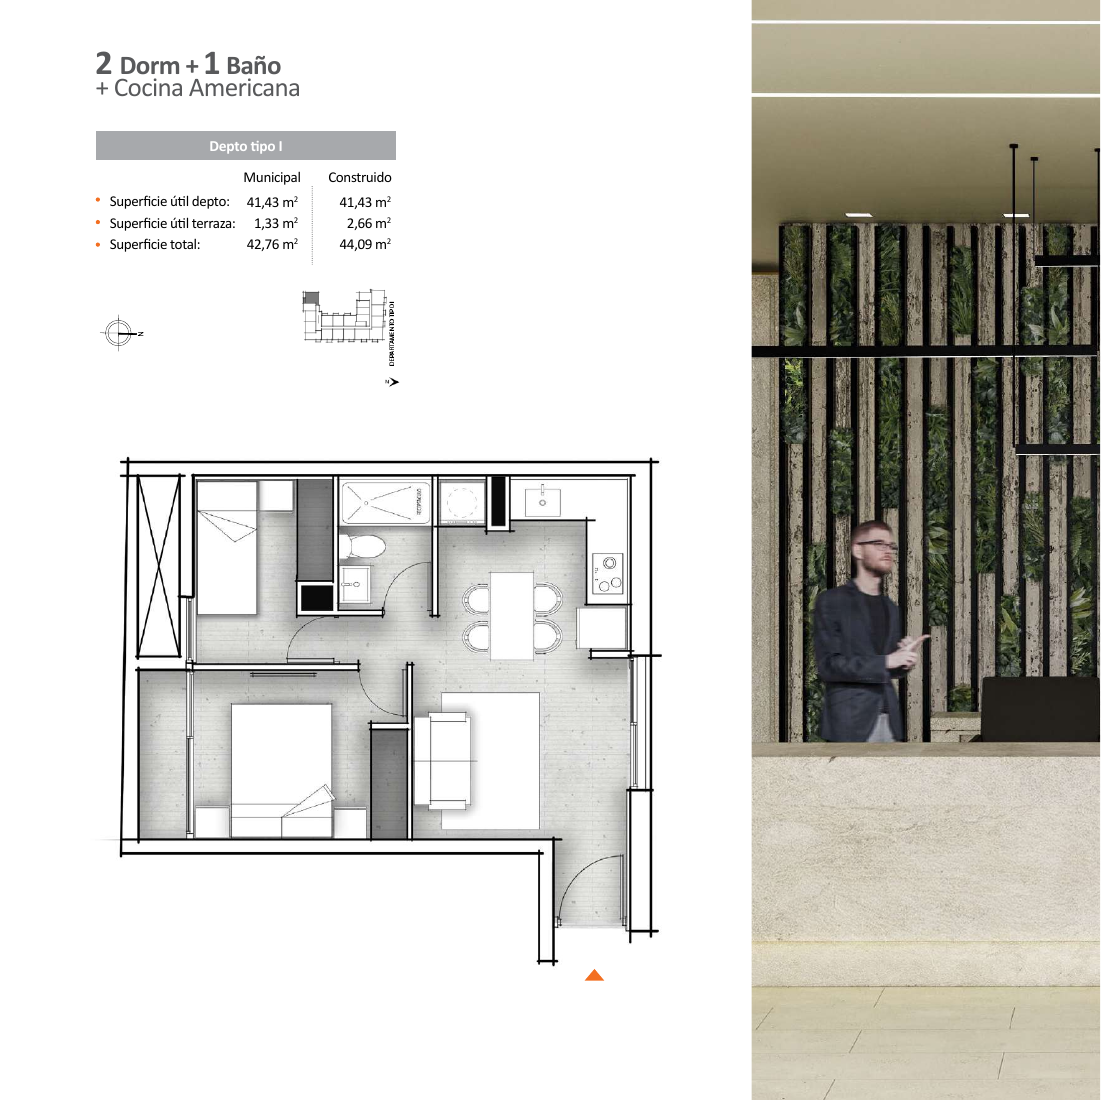 2 Dorm + 1 Baño
+ Cocina Americana
Depto tipo I
Municipal Construido
Superficie útil depto: 41,43 m² 41,43 m²
Superficie útil terraza: 1,33 m² 2,66 m²
Superficie total: 42,76 m² 44,09 m²
N
DEPARTAMENTO TIPO I
N